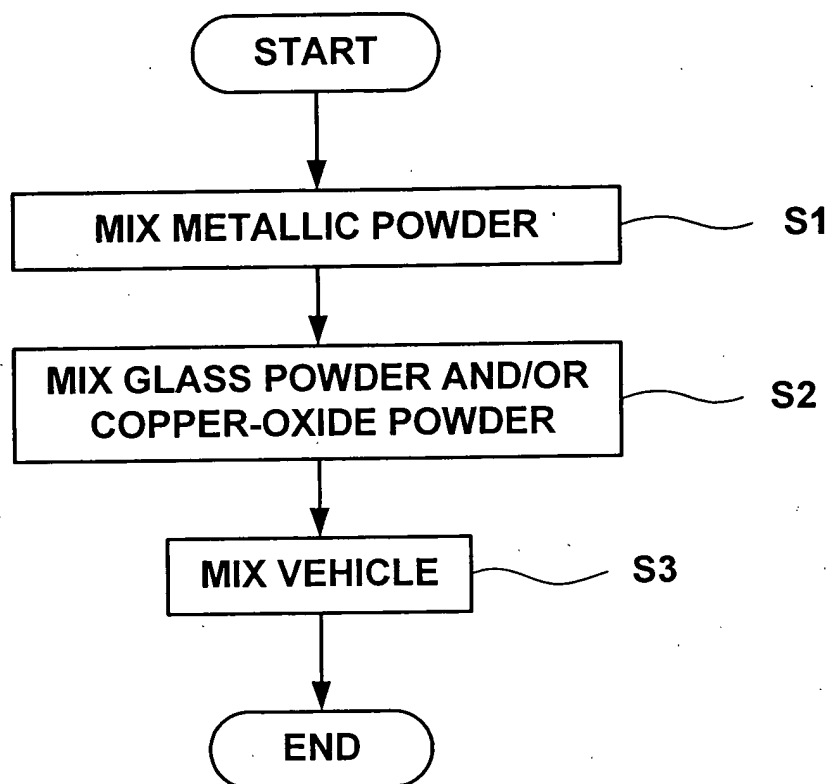 START
MIX METALLIC POWDER
S1
MIX GLASS POWDER AND/OR
COPPER-OXIDE POWDER
S2
MIX VEHICLE
S3
END